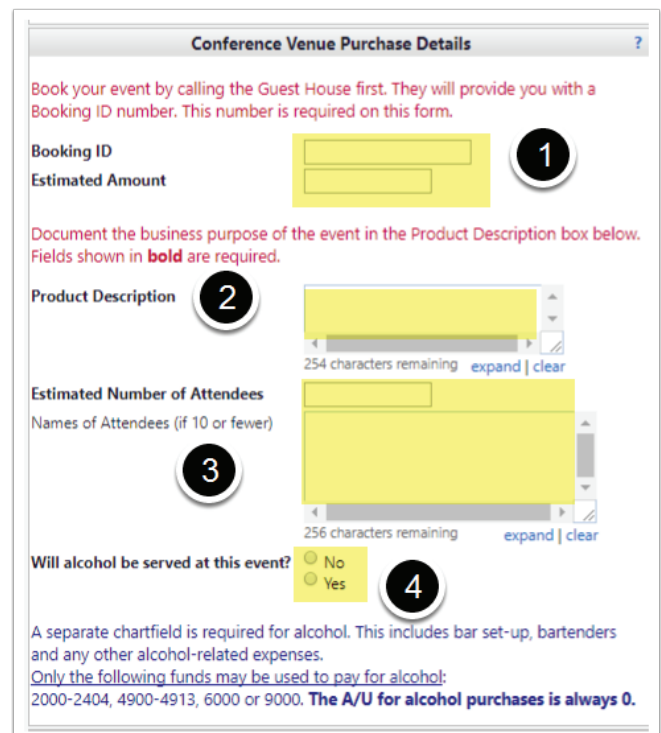 Conference Venue Purchase Details ?
Book your event by calling the Guest House first. They will provide you with a
Booking ID number. This number is required on this form.
Booking ID
1
Estimated Amount
Document the business purpose of the event in the Product Description box below.
Fields shown in bold are required.
Product Description 2
254 characters remaining expand | clear
Estimated Number of Attendees
Names of Attendees (if 10 or fewer)
3
256 characters remaining expand | clear
Will alcohol be served at this event? No
Yes
4
A separate chartfield is required for alcohol. This includes bar set-up, bartenders
and any other alcohol-related expenses.
Only the following funds may be used to pay for alcohol:
2000-2404, 4900-4913, 6000 or 9000. The A/U for alcohol purchases is always 0.